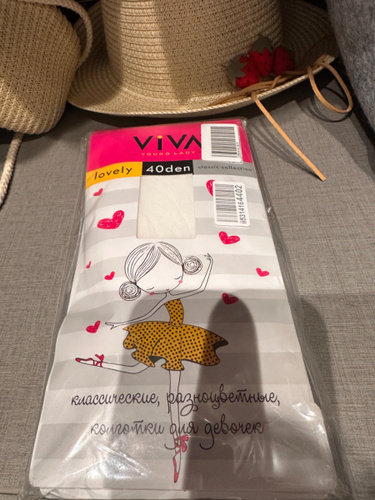 ViVA
YOUNG LADY
lovely
40den
classic collection
классические, разноцветные,
колготки для девочек